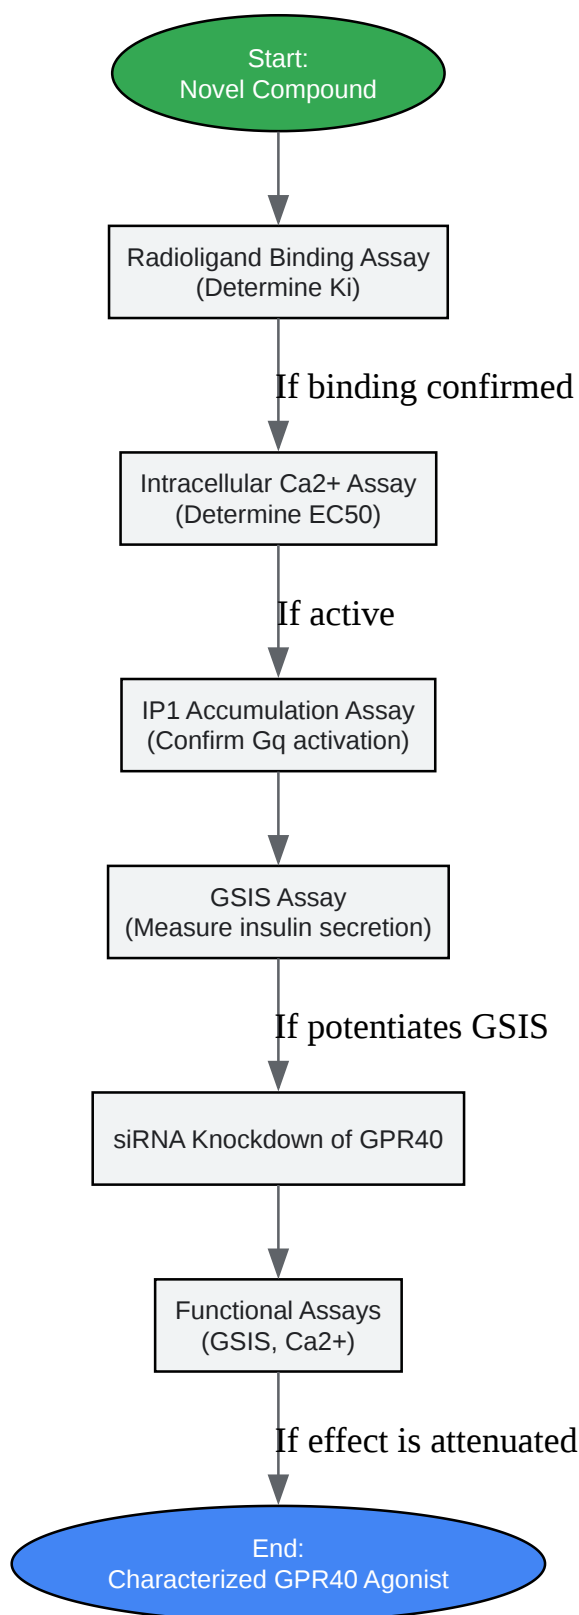 Start:
Novel Compound
Radioligand Binding Assay
(Determine Ki)
If binding confirmed
Intracellular Ca2+ Assay
(Determine EC50)
If active
IP1 Accumulation Assay
(Confirm Gq activation)
GSIS Assay
(Measure insulin secretion)
If potentiates GSIS
siRNA Knockdown of GPR40
Functional Assays
(GSIS, Ca2+)
If effect is attenuated
End:
Characterized GPR40 Agonist